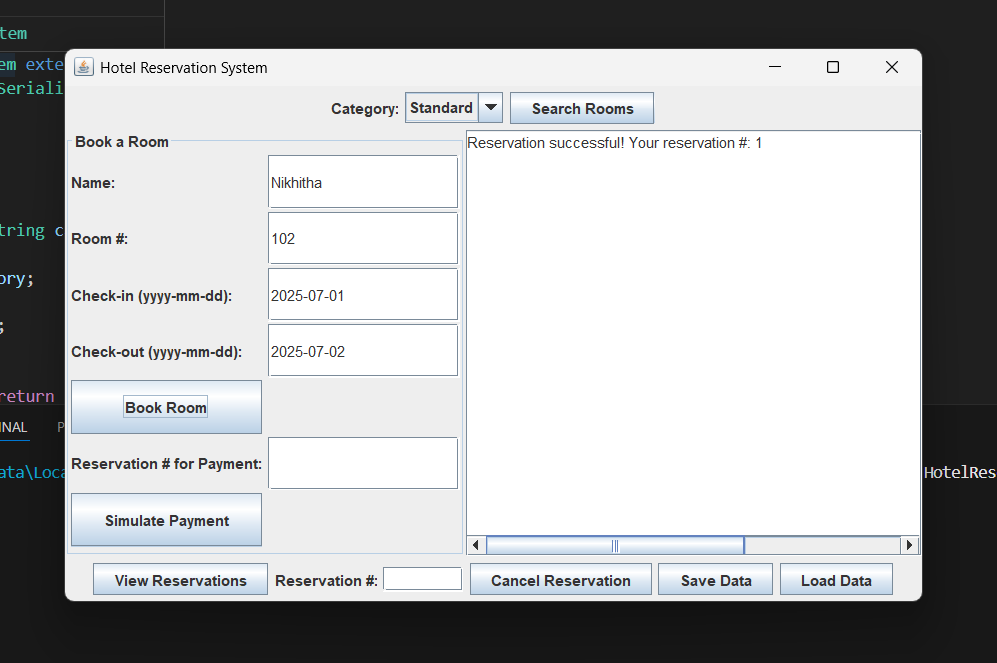 tem
em exte
Seriali
tring c
ory;
;
return
INAL P
ata\Loca
HotelRes
Hotel Reservation System
Category: Standard Search Rooms
Book a Room
Name: Nikhitha
Room #: 102
Check-in (yyyy-mm-dd): 2025-07-01
Check-out (yyyy-mm-dd): 2025-07-02
Book Room
Reservation # for Payment:
Simulate Payment
Reservation successful! Your reservation #: 1
View Reservations Reservation #: Cancel Reservation Save Data Load Data